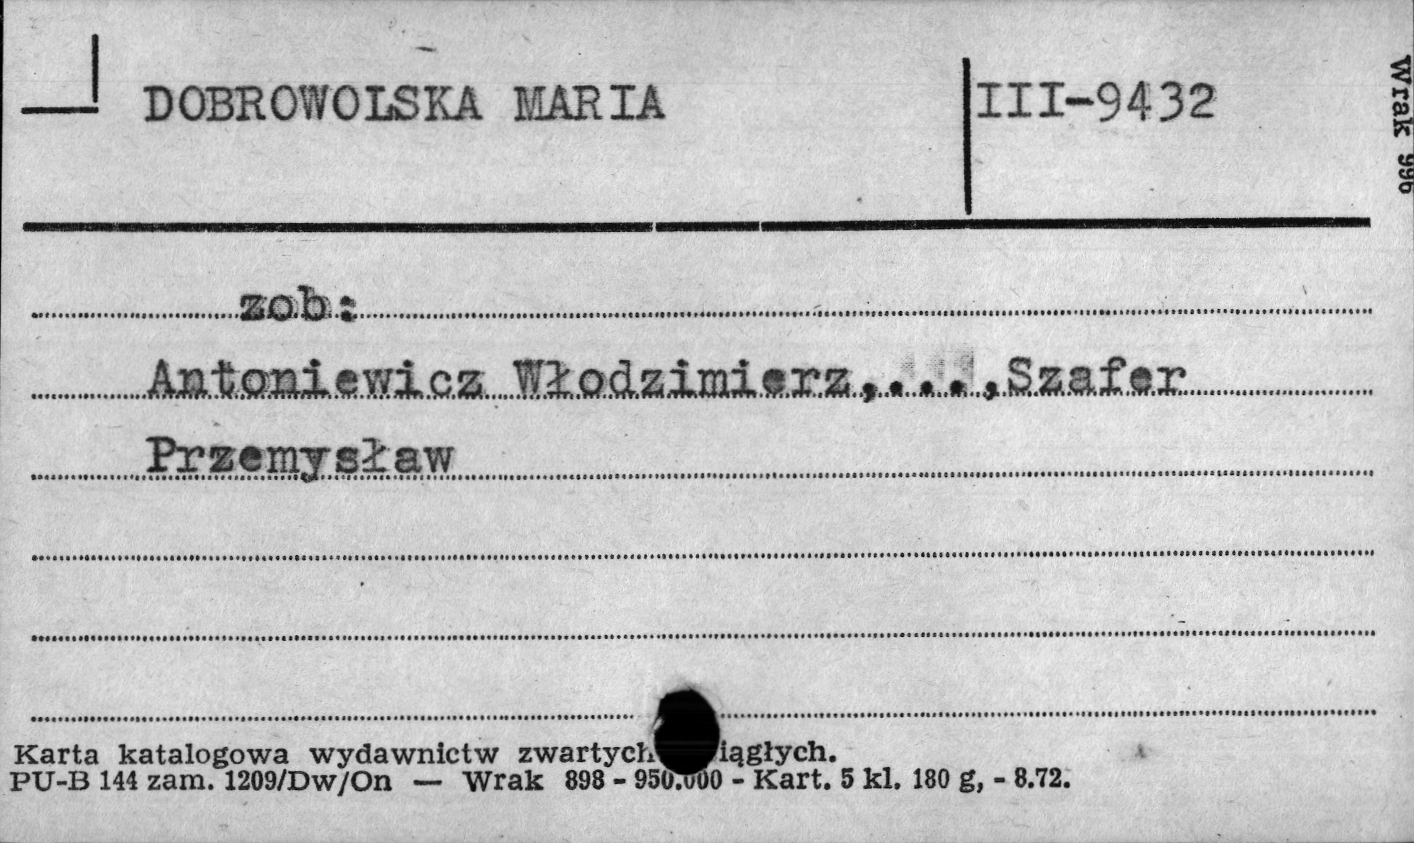 DOBROWOLSKA MARIA
III-9432
Wrak 996
zob:
Antoniewicz Włodzimierz,....,Szafer
Przemysław
Karta katalogowa wydawnictw zwartych iągłych.
PU-B 144 zam. 1209/Dw/On — Wrak 898 - 950.000 - Kart. 5 kl. 180 g, - 8.72.